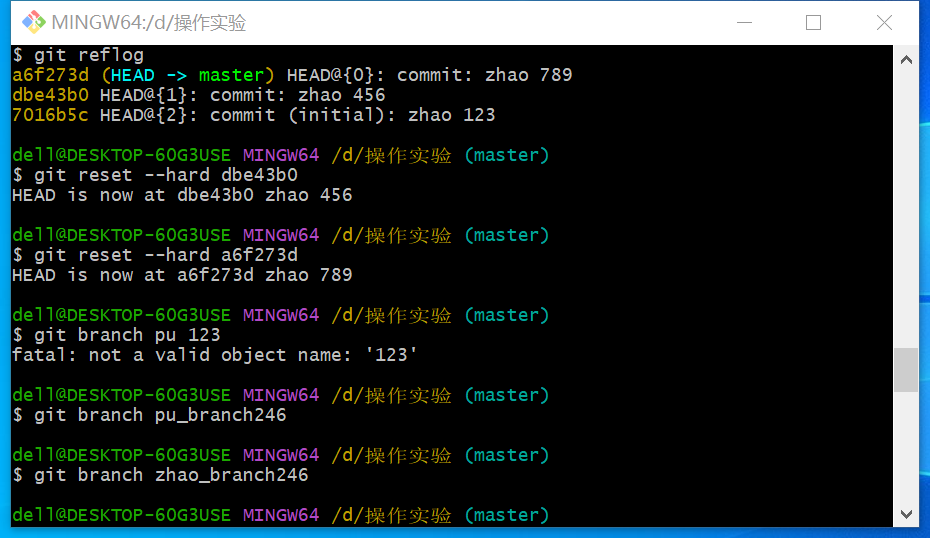 MINGW64:/d/操作实验
$ git reflog
a6f273d (HEAD -> master) HEAD@{0}: commit: zhao 789
dbe43b0 HEAD@{1}: commit: zhao 456
7016b5c HEAD@{2}: commit (initial): zhao 123
dell@DESKTOP-60G3USE MINGW64 /d/操作实验 (master)
$ git reset --hard dbe43b0
HEAD is now at dbe43b0 zhao 456
dell@DESKTOP-60G3USE MINGW64 /d/操作实验 (master)
$ git reset --hard a6f273d
HEAD is now at a6f273d zhao 789
dell@DESKTOP-60G3USE MINGW64 /d/操作实验 (master)
$ git branch pu 123
fatal: not a valid object name: '123'
dell@DESKTOP-60G3USE MINGW64 /d/操作实验 (master)
$ git branch pu_branch246
dell@DESKTOP-60G3USE MINGW64 /d/操作实验 (master)
$ git branch zhao_branch246
dell@DESKTOP-60G3USE MINGW64 /d/操作实验 (master)